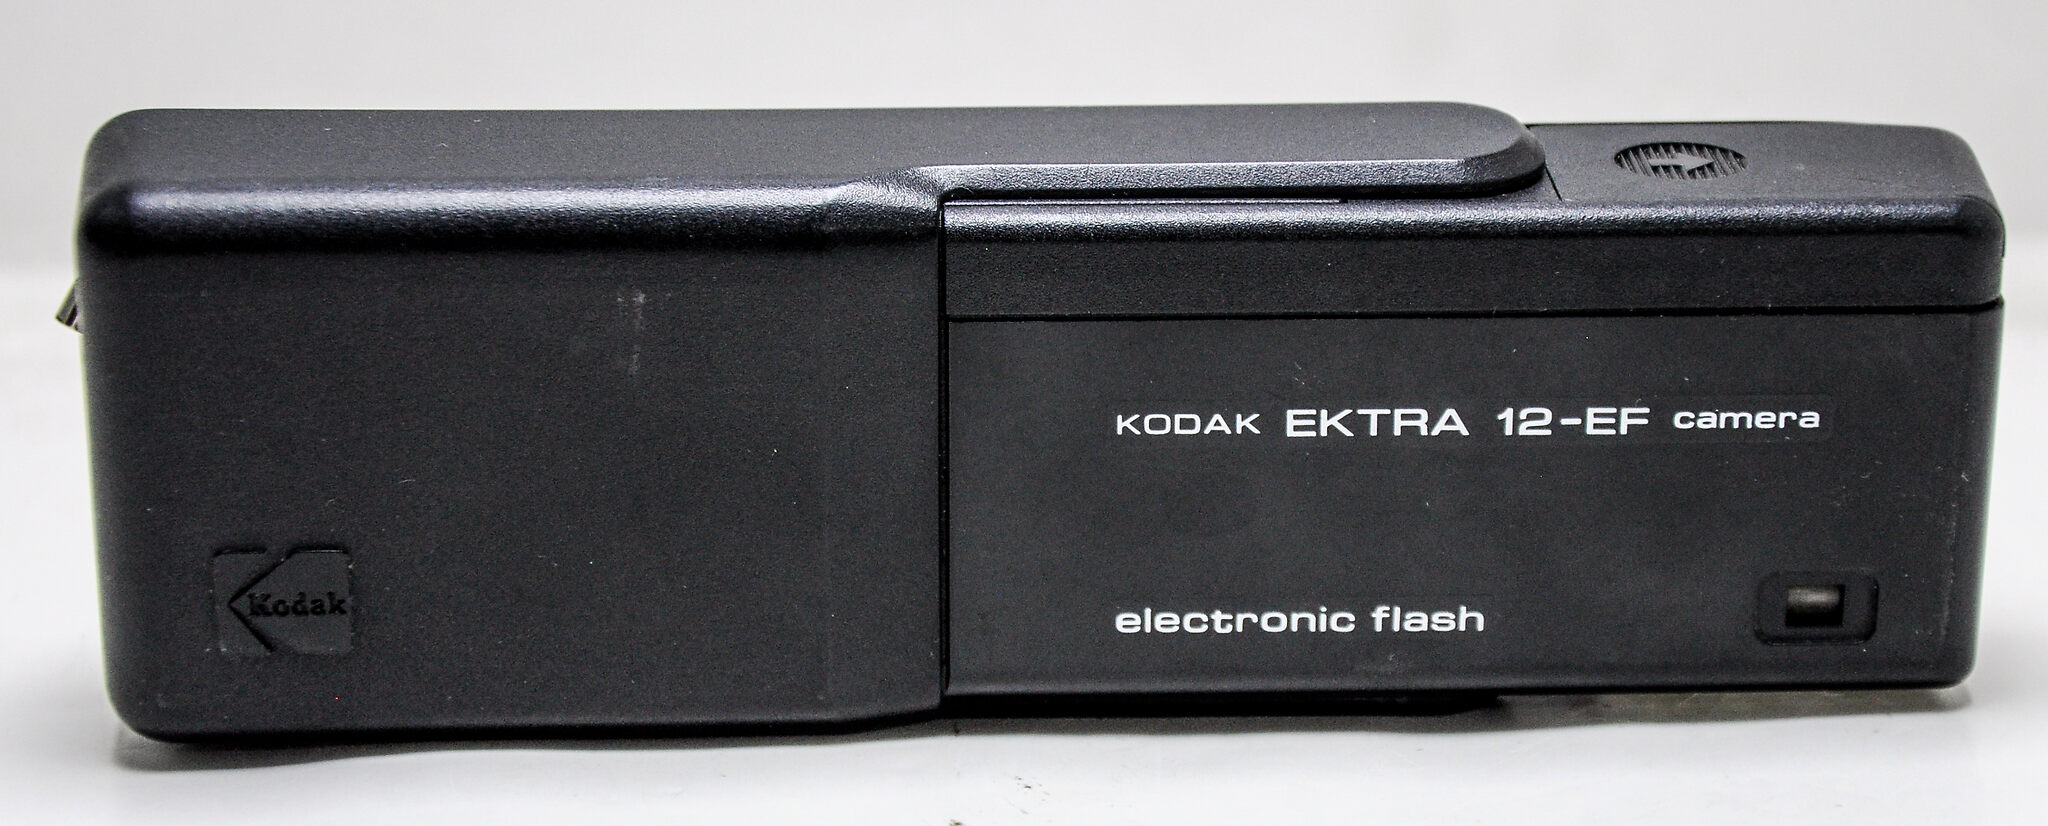 KODAK EKTRA 12-EF camera
electronic flash
Kodak